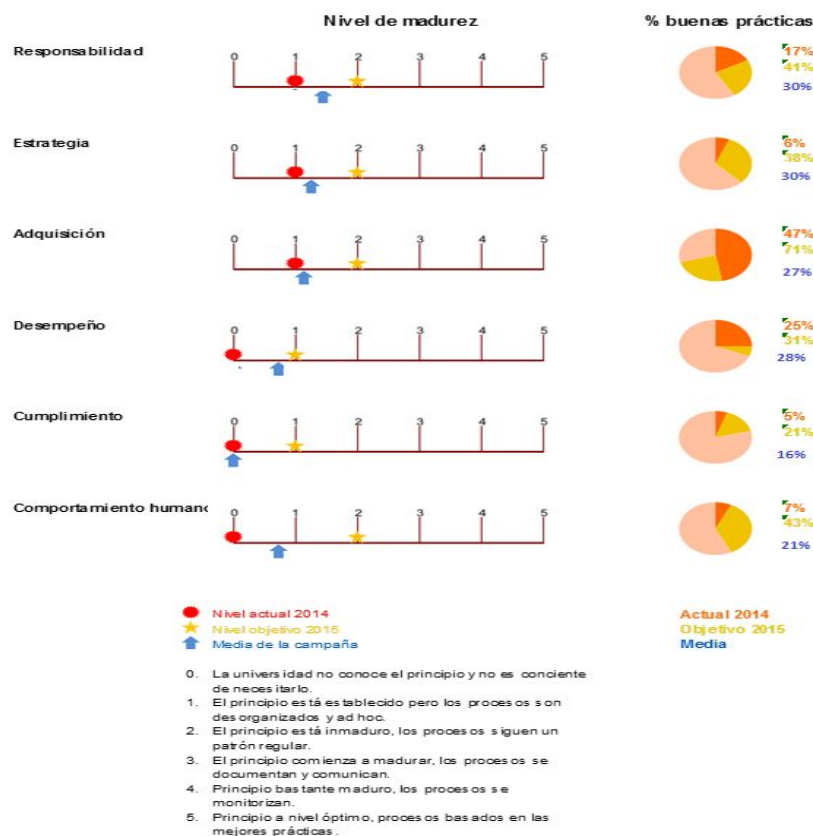 Nivel de madurez % buenas prácticas
Responsabilidad
0 1 2 3 4 5
17%
41%
30%
Estrategia
0 1 2 3 4 5
6%
38%
30%
Adquisición
0 1 2 3 4 5
47%
71%
27%
Desempeño
0 1 2 3 4 5
25%
31%
28%
Cumplimiento
0 1 2 3 4 5
5%
21%
16%
Comportamiento humano
0 1 2 3 4 5
7%
43%
21%
Nivel actual 2014 Actual 2014
Nivel objetivo 2015 Objetivo 2015
Media de la campaña Media
0. La universidad no conoce el principio y no es conciente
de necesitarlo.
1. El principio está establecido pero los procesos son
desorganizados y ad hoc.
2. El principio está inmaduro, los procesos siguen un
patrón regular.
3. El principio comienza a madurar, los procesos se
documentan y comunican.
4. Principio bastante maduro, los procesos se
monitorizan.
5. Principio a nivel óptimo, procesos basados en las
mejores prácticas.